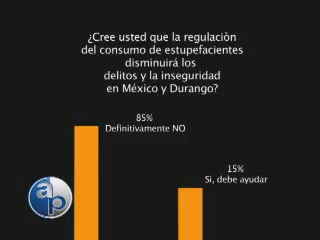 ¿Cree usted que la regulaciòn
del consumo de estupefacientes
disminuirá los
delitos y la inseguridad
en México y Durango?
85%
Definitivamente NO
15%
Si, debe ayudar
ap